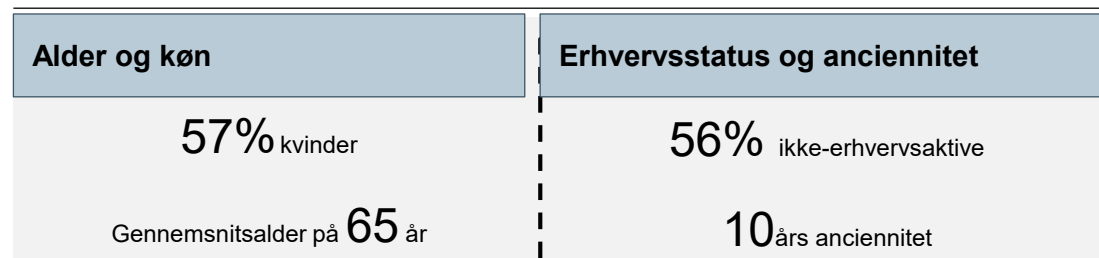 Alder og køn
57% kvinder
Gennemsnitsalder på 65 år
Erhvervsstatus og anciennitet
56% ikke-erhvervsaktive
10års anciennitet